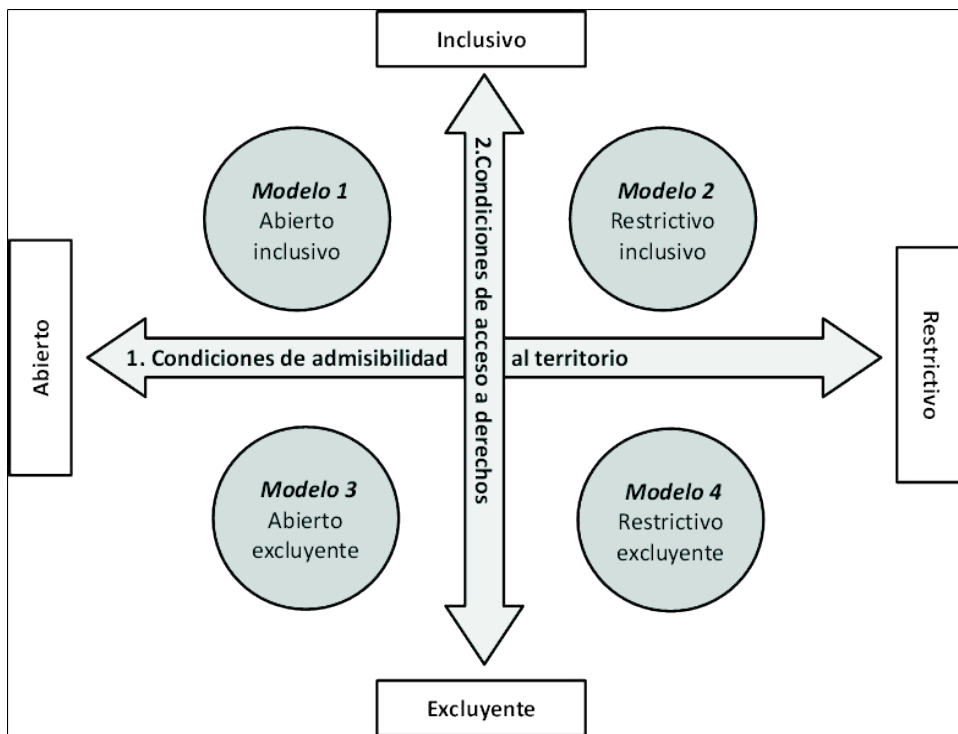 Inclusivo
2.Condiciones de acceso a derechos
Modelo 1
Abierto
inclusivo
Modelo 2
Restrictivo
inclusivo
Abierto
1. Condiciones de admisibilidad al territorio
Restrictivo
Modelo 3
Abierto
excluyente
Modelo 4
Restrictivo
excluyente
Excluyente